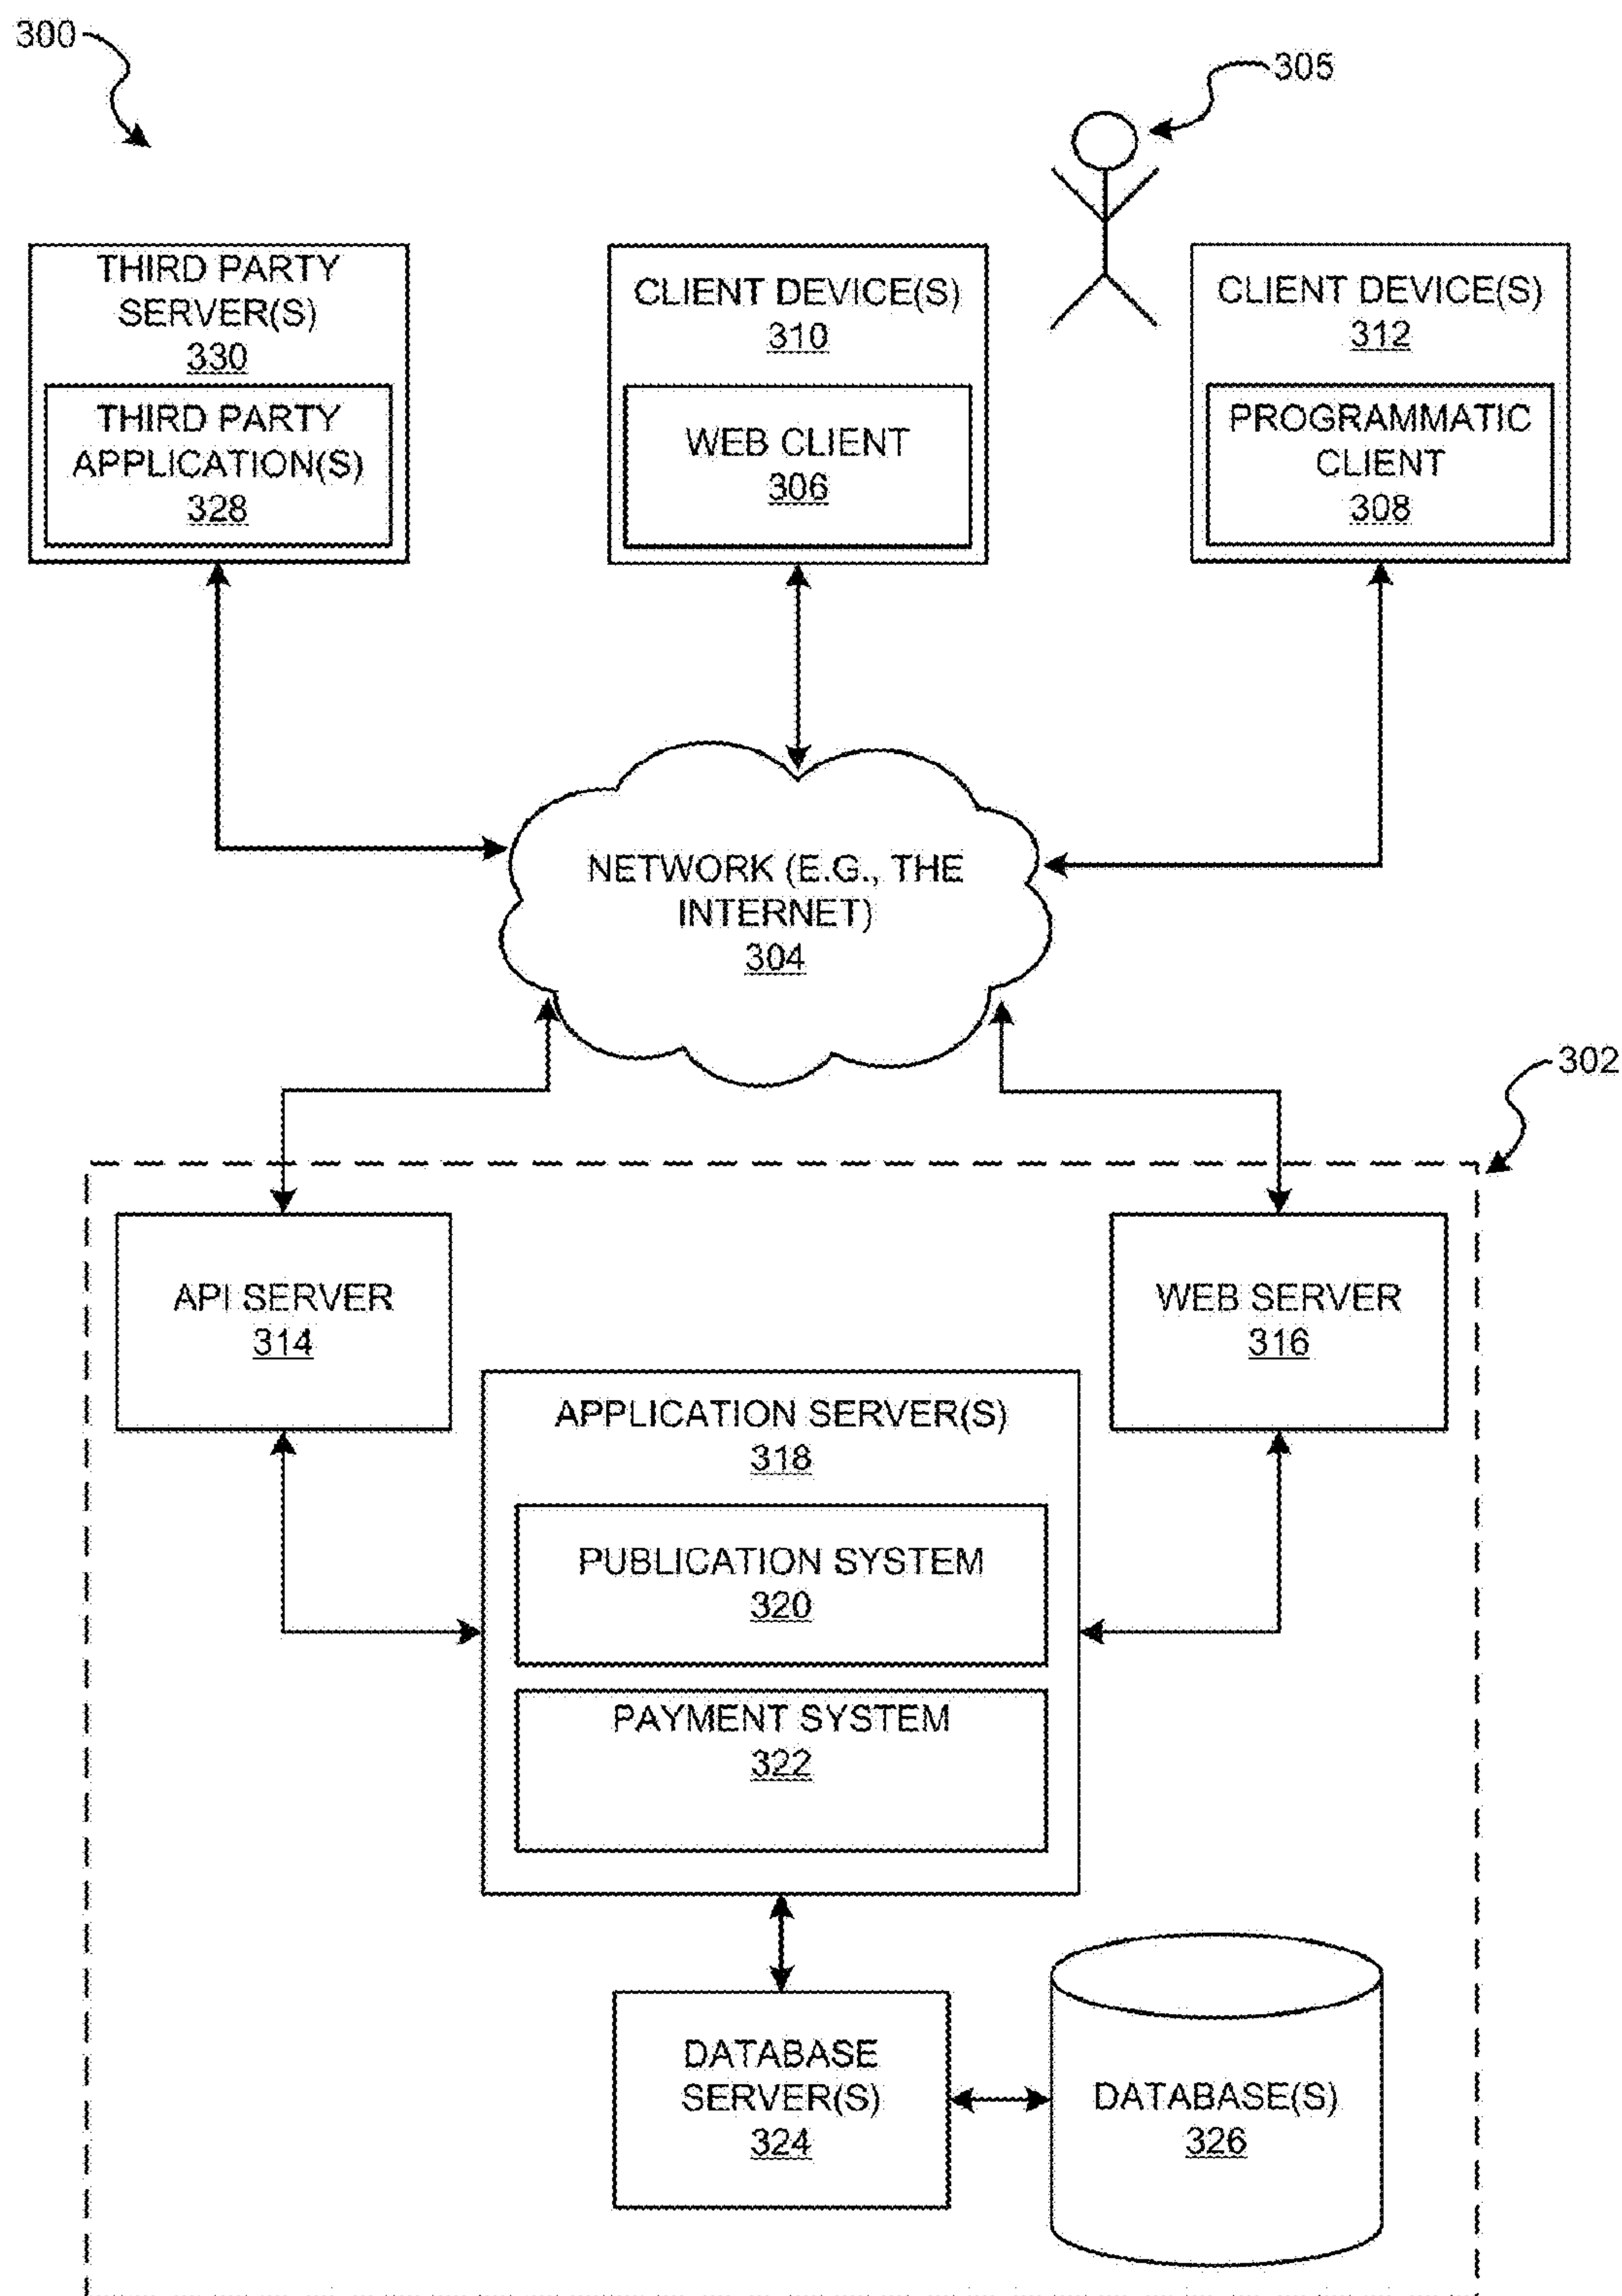 300
305
THIRD PARTY
SERVER(S)
330
THIRD PARTY
APPLICATION(S)
328
CLIENT DEVICE(S)
310
WEB CLIENT
306
CLIENT DEVICE(S)
312
PROGRAMMATIC
CLIENT
308
NETWORK (E.G., THE
INTERNET)
304
302
API SERVER
314
WEB SERVER
316
APPLICATION SERVER(S)
318
PUBLICATION SYSTEM
320
PAYMENT SYSTEM
322
DATABASE
SERVER(S)
324
DATABASE(S)
326